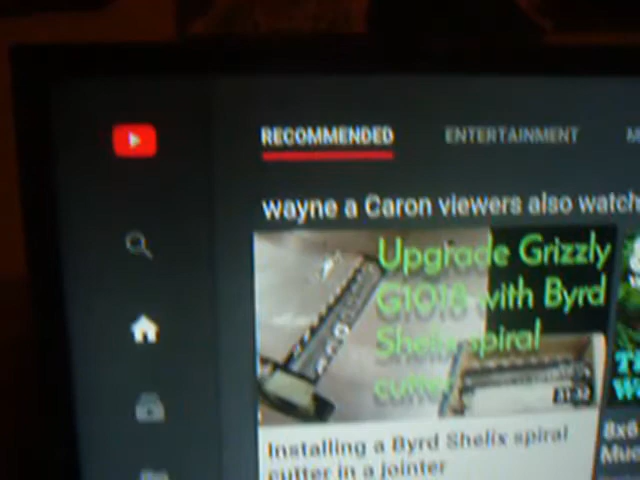 RECOMMENDED ENTERTAINMENT M
wayne a Caron viewers also watch
Upgrade Grizzly
G1018 with Byrd
Shelix spiral
cutter
Installing a Byrd Shelix spiral
cutter in a jointer
8x6